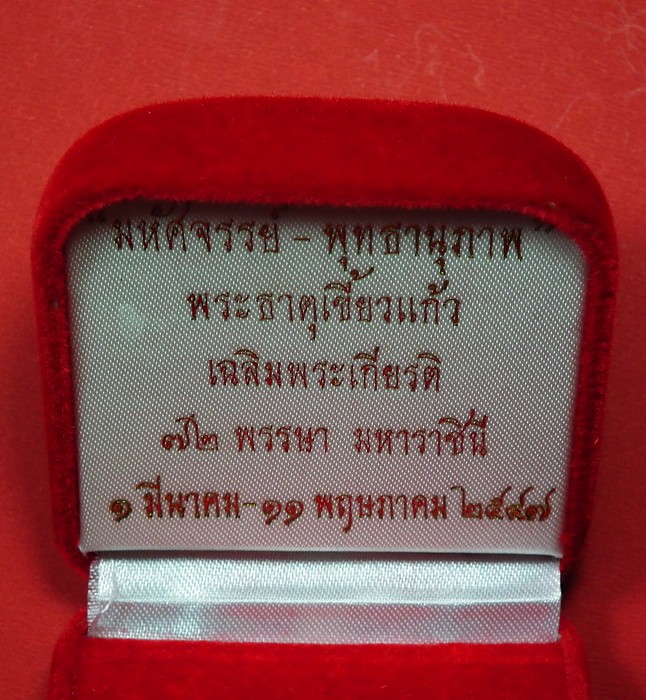 "มหัศจรรย์ - พุทธานุภาพ"
พระธาตุเขี้ยวแก้ว
เฉลิมพระเกียรติ
๗๒ พรรษา มหาราชินี
๑ มีนาคม-๑๑ พฤษภาคม ๒๕๔๗